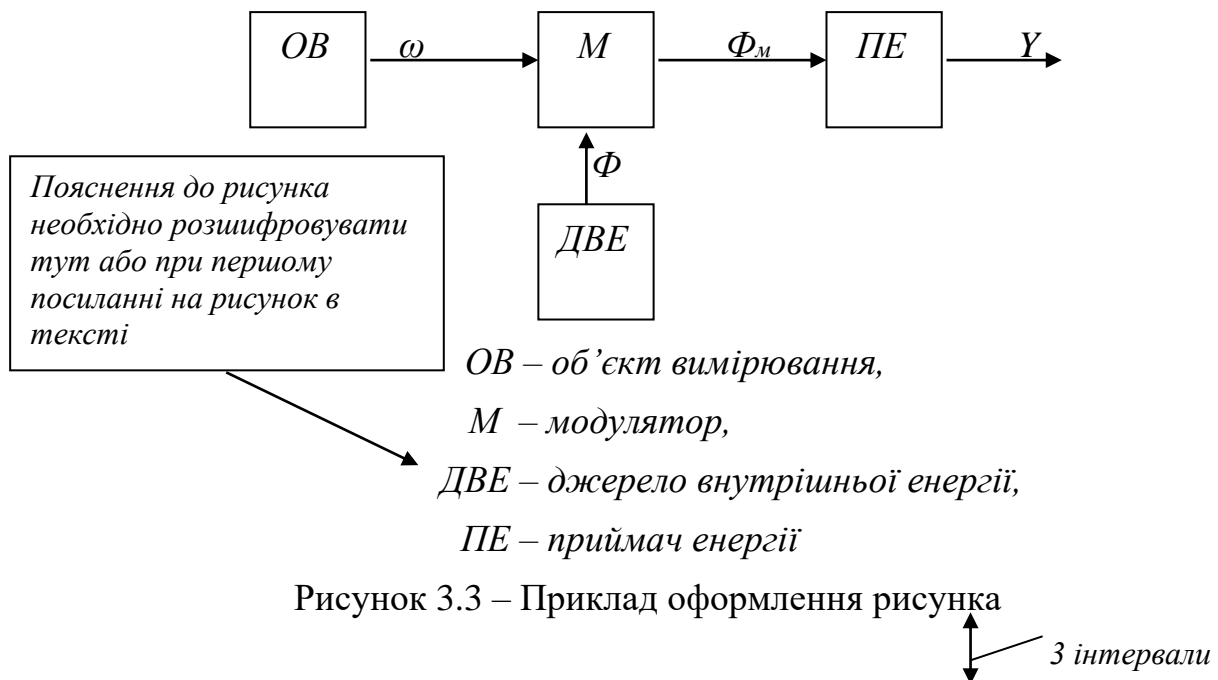 ОВ ω М Фм ПЕ Y
Ф
Пояснення до рисунка
необхідно розшифровувати
тут або при першому
посиланні на рисунок в
тексті
ДВЕ
ОВ – об’єкт вимірювання,
М – модулятор,
ДВЕ – джерело внутрішньої енергії,
ПЕ – приймач енергії
Рисунок 3.3 – Приклад оформлення рисунка
3 інтервали